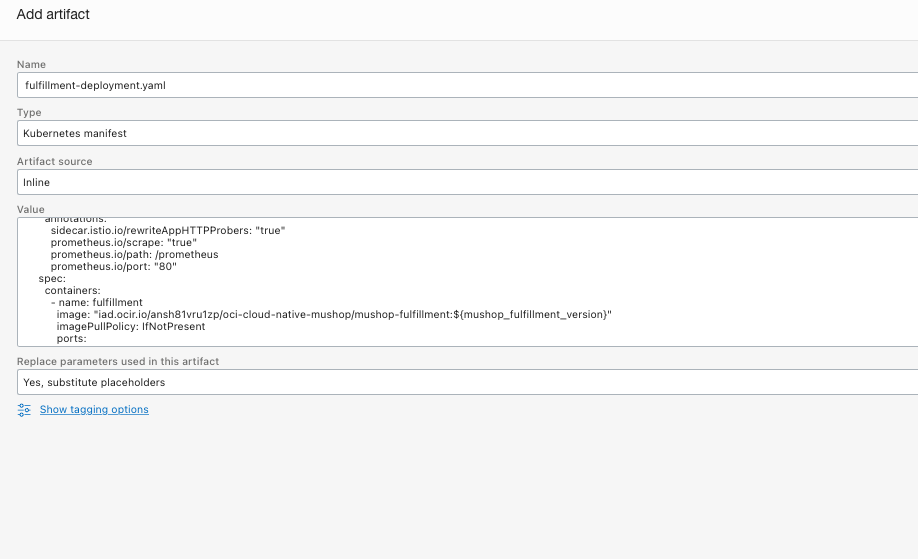 Add artifact
Name
fulfillment-deployment.yaml
Type
Kubernetes manifest
Artifact source
Inline
Value
annotations:
sidecar.istio.io/rewriteAppHTTPProbers: "true"
prometheus.io/scrape: "true"
prometheus.io/path: /prometheus
prometheus.io/port: "80"
spec:
containers:
- name: fulfillment
image: "iad.ocir.io/ansh81vru1zp/oci-cloud-native-mushop/mushop-fulfillment:${mushop_fulfillment_version}"
imagePullPolicy: IfNotPresent
ports:
Replace parameters used in this artifact
Yes, substitute placeholders
Show tagging options